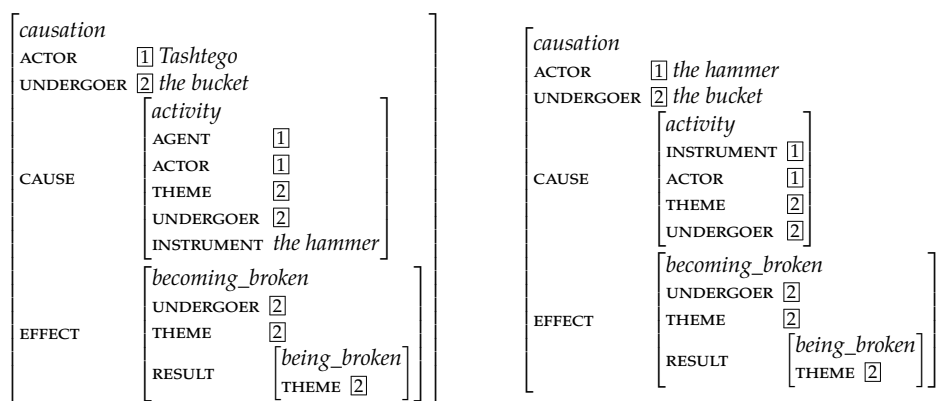 causation
ACTOR 1 Tashtego
UNDERGOER 2 the bucket
CAUSE
activity
AGENT 1
ACTOR 1
THEME 2
UNDERGOER 2
INSTRUMENT the hammer
EFFECT
becoming_broken
UNDERGOER 2
THEME 2
RESULT
being_broken
THEME 2
causation
ACTOR 1 the hammer
UNDERGOER 2 the bucket
CAUSE
activity
INSTRUMENT 1
ACTOR 1
THEME 2
UNDERGOER 2
EFFECT
becoming_broken
UNDERGOER 2
THEME 2
RESULT
being_broken
THEME 2